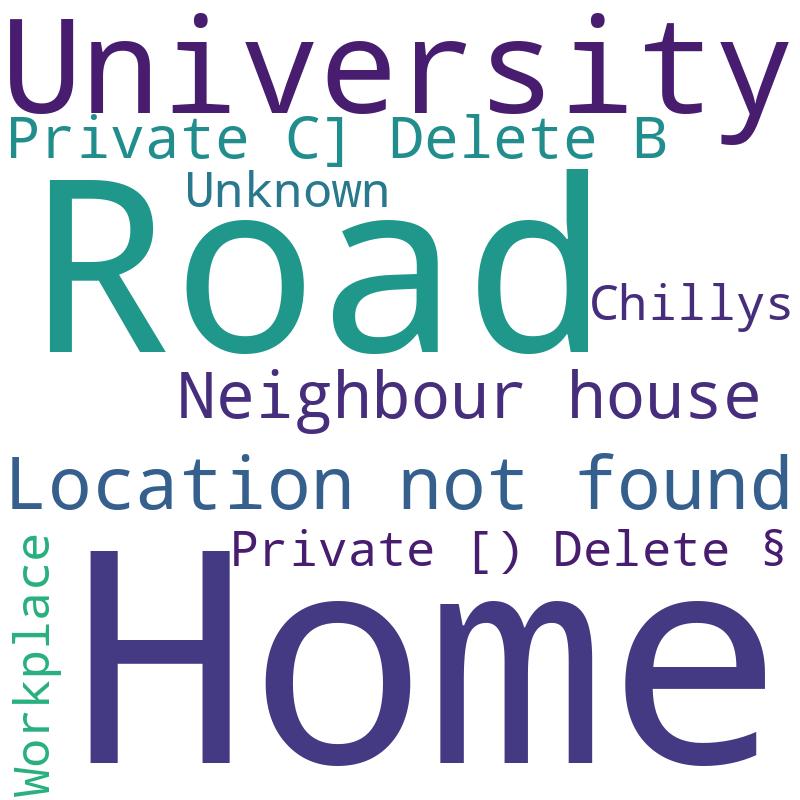 University
Private C] Delete B
Unknown
Road
Chillys
Neighbour house
Location not found
Private [) Delete §
Workplace
Home